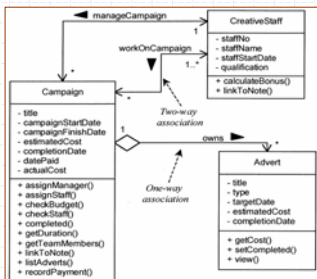 manageCampaign
CreativeStaff
1
- staffNo
- staffName
- staffStartDate
- qualification
workOnCampaign
1..*
+ calculateBonus()
+ linkToNote()
*
*
Campaign
- title
- campaignStartDate
- campaignFinishDate
- estimatedCost
- completionDate
- datePaid
- actualCost
+ assignManager()
+ assignStaff()
+ checkBudget()
+ checkStaff()
+ completed()
+ getDuration()
+ getTeamMembers()
+ linkToNote()
+ listAdverts()
+ recordPayment()
Two-way
association
1
owns
*
One-way
association
Advert
- title
- type
- targetDate
- estimatedCost
- completionDate
+ getCost()
+ setCompleted()
+ view()